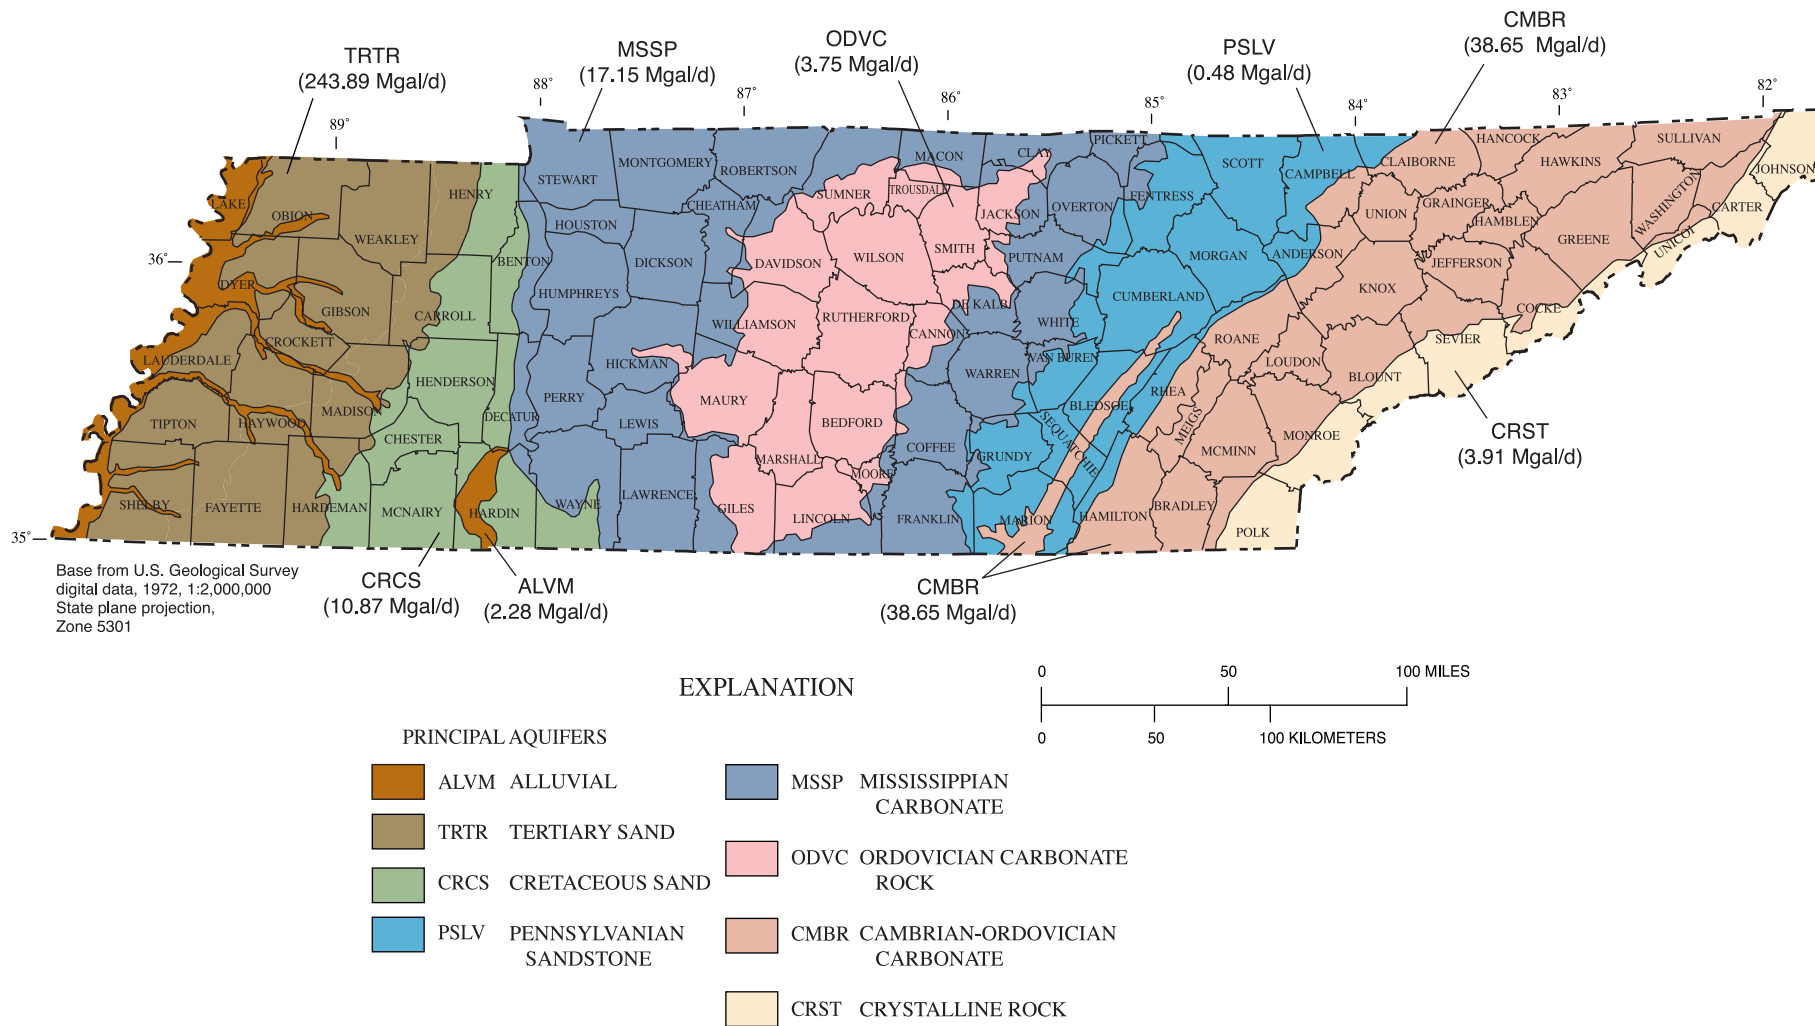 TRTR
(243.89 Mgal/d)
MSSP
(17.15 Mgal/d)
ODVC
(3.75 Mgal/d)
PSLV
(0.48 Mgal/d)
CMBR
(38.65 Mgal/d)
89°
88°
87°
86°
85°
84°
83°
82°
36°
35°
LAKE
OBION
WEAKLEY
HENRY
BENTON
DYER
GIBSON
CARROLL
CROCKETT
LAUDERDALE
HENDERSON
DECATUR
TIPTON
HAYWOOD
MADISON
CHESTER
SHELBY
FAYETTE
HARDEMAN
MCNAIRY
HARDIN
WAYNE
STEWART
MONTGOMERY
ROBERTSON
HOUSTON
CHEATHAM
DICKSON
HUMPHREYS
HICKMAN
PERRY
LEWIS
LAWRENCE
WILLIAMSON
DAVIDSON
SUMNER
TROUSDALE
MACON
CLAY
PICKETT
JACKSON
OVERTON
FENTRESS
WILSON
SMITH
PUTNAM
RUTHERFORD
DE KALB
CANNON
WHITE
VAN BUREN
WARREN
MAURY
BEDFORD
COFFEE
MARSHALL
MOORE
GILES
LINCOLN
FRANKLIN
GRUNDY
SEQUATCHIE
BLEDSOE
RHEA
MARION
HAMILTON
BRADLEY
POLK
MEIGS
MCMINN
MONROE
CUMBERLAND
MORGAN
SCOTT
CAMPBELL
ANDERSON
ROANE
LOUDON
BLOUNT
KNOX
UNION
CLAIBORNE
GRAINGER
HANCOCK
HAWKINS
HAMBLEN
JEFFERSON
SEVIER
COCKE
GREENE
WASHINGTON
UNICOI
SULLIVAN
CARTER
JOHNSON
CRST
(3.91 Mgal/d)
CRCS
(10.87 Mgal/d)
ALVM
(2.28 Mgal/d)
CMBR
(38.65 Mgal/d)
Base from U.S. Geological Survey
digital data, 1972, 1:2,000,000
State plane projection,
Zone 5301
EXPLANATION
0 50 100 MILES
0 50 100 KILOMETERS
PRINCIPAL AQUIFERS
ALVM ALLUVIAL
TRTR TERTIARY SAND
CRCS CRETACEOUS SAND
PSLV PENNSYLVANIAN
SANDSTONE
MSSP MISSISSIPPIAN
CARBONATE
ODVC ORDOVICIAN CARBONATE
ROCK
CMBR CAMBRIAN-ORDOVICIAN
CARBONATE
CRST CRYSTALLINE ROCK